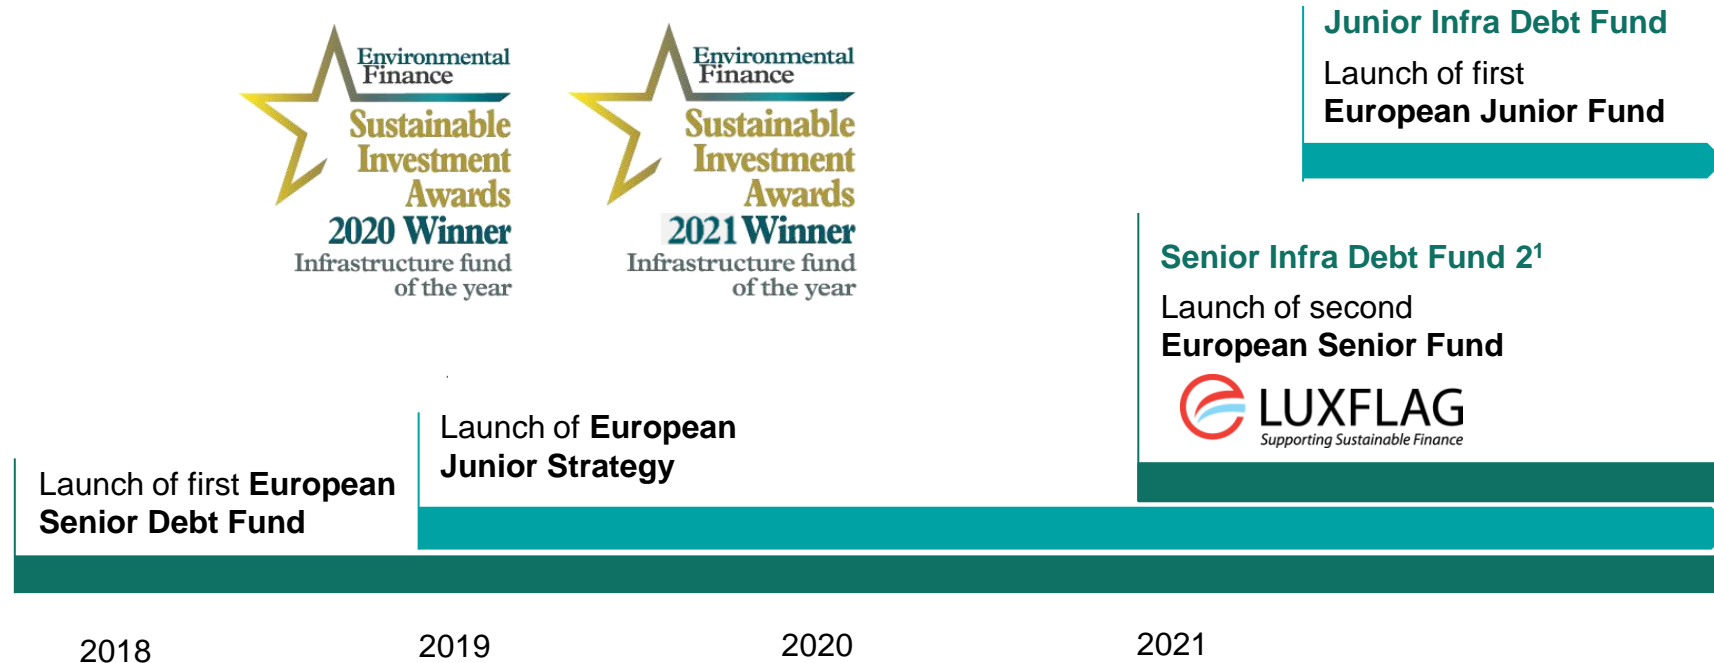 Environmental
Finance
Sustainable
Investment
Awards
2020 Winner
Infrastructure fund
of the year
Environmental
Finance
Sustainable
Investment
Awards
2021 Winner
Infrastructure fund
of the year
Junior Infra Debt Fund
Launch of first
European Junior Fund
Senior Infra Debt Fund 2¹
Launch of second
European Senior Fund
LUXFLAG
Supporting Sustainable Finance
Launch of European
Junior Strategy
Launch of first European
Senior Debt Fund
2018
2019
2020
2021